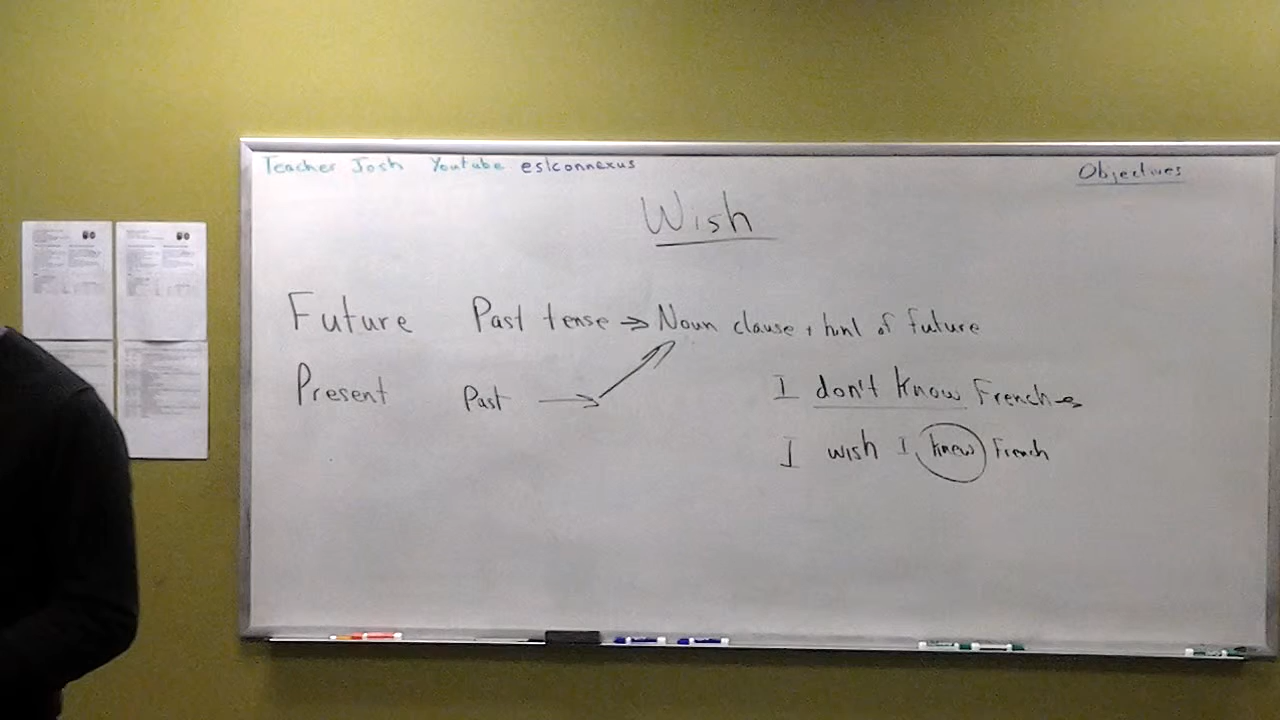 Teacher Josh Youtube eslconnexus
Objectives
Wish
Future Past tense → Noun clause + hint of future
Present Past →
I don't know French
I wish I knew French